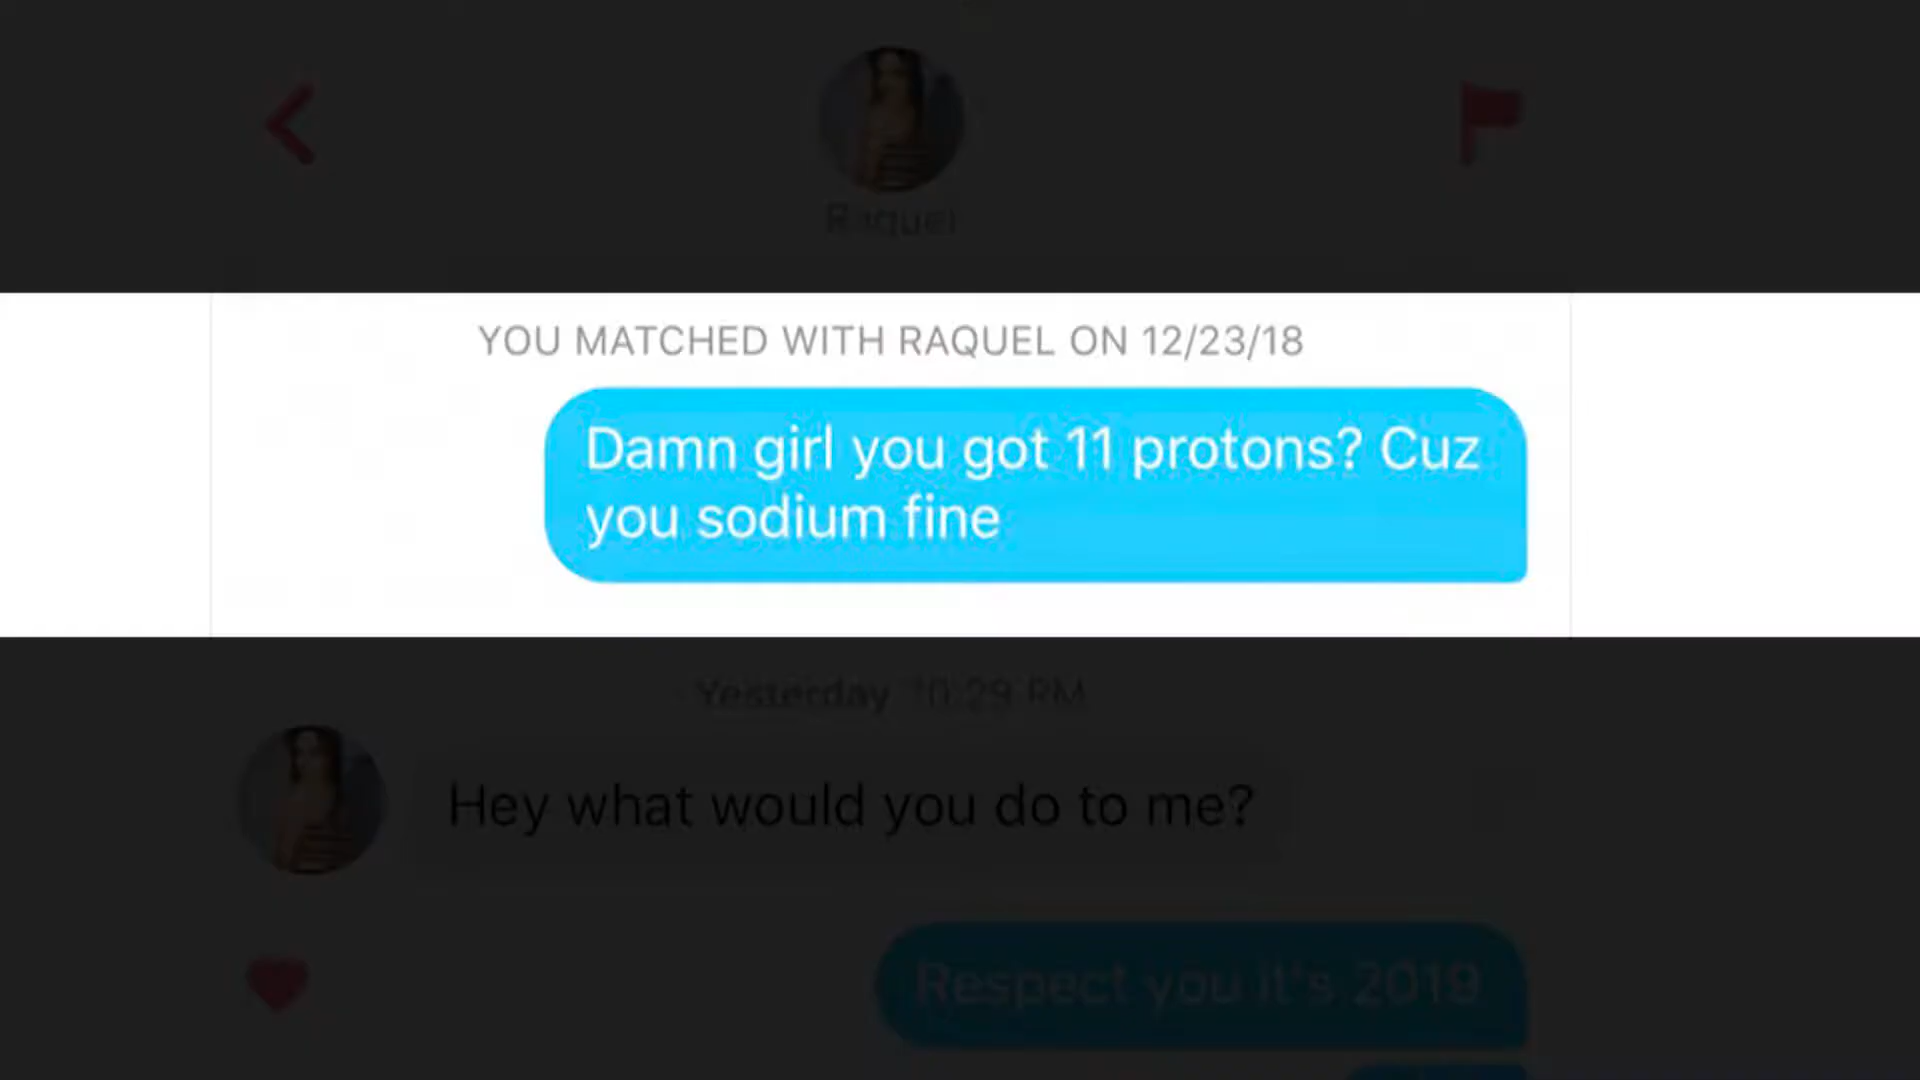 Raquel
YOU MATCHED WITH RAQUEL ON 12/23/18
Damn girl you got 11 protons? Cuz
you sodium fine
Yesterday 10:29 PM
Hey what would you do to me?
Respect you it's 2019